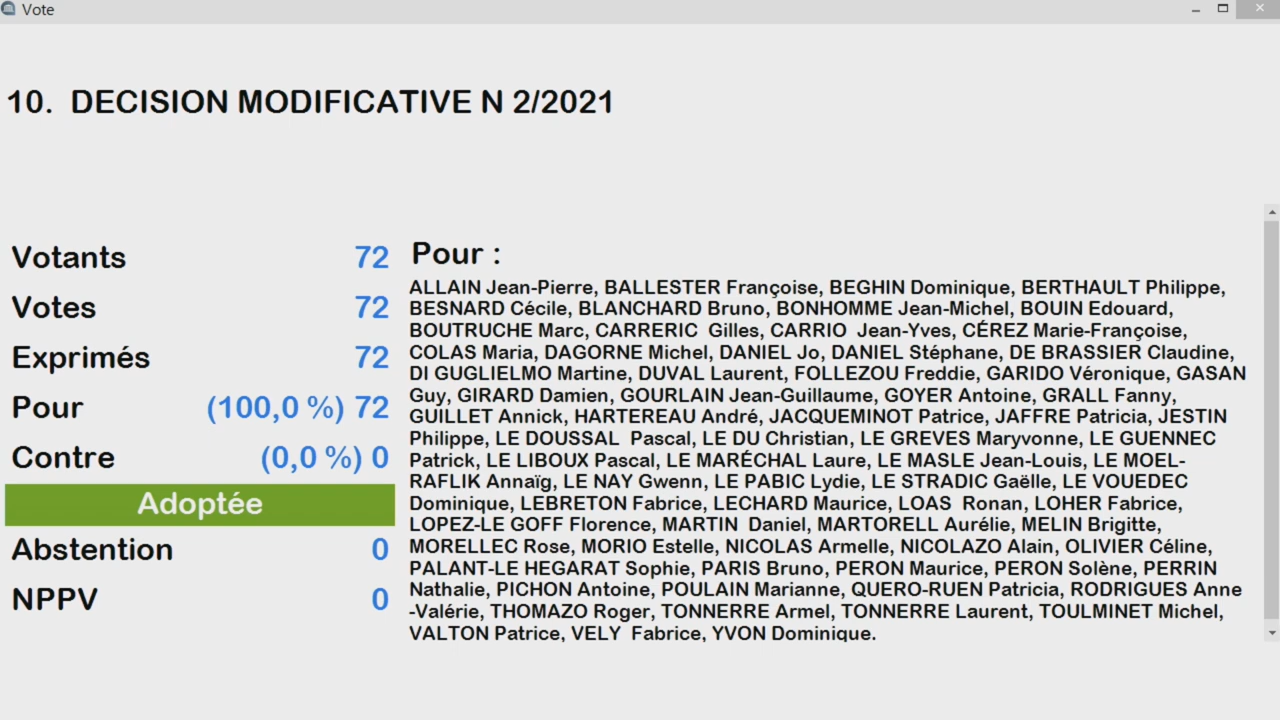 Vote
10. DECISION MODIFICATIVE N 2/2021
Votants 72
Votes 72
Exprimés 72
Pour (100,0 %) 72
Contre (0,0 %) 0
Adoptée
Abstention 0
NPPV 0
Pour :
ALLAIN Jean-Pierre, BALLESTER Françoise, BEGHIN Dominique, BERTHAULT Philippe,
BESNARD Cécile, BLANCHARD Bruno, BONHOMME Jean-Michel, BOUIN Edouard,
BOUTRUCHE Marc, CARRERIC Gilles, CARRIO Jean-Yves, CÉREZ Marie-Françoise,
COLAS Maria, DAGORNE Michel, DANIEL Jo, DANIEL Stéphane, DE BRASSIER Claudine,
DI GUGLIELMO Martine, DUVAL Laurent, FOLLEZOU Freddie, GARIDO Véronique, GASAN
Guy, GIRARD Damien, GOURLAIN Jean-Guillaume, GOYER Antoine, GRALL Fanny,
GUILLET Annick, HARTEREAU André, JACQUEMINOT Patrice, JAFFRE Patricia, JESTIN
Philippe, LE DOUSSAL Pascal, LE DU Christian, LE GREVES Maryvonne, LE GUENNEC
Patrick, LE LIBOUX Pascal, LE MARÉCHAL Laure, LE MASLE Jean-Louis, LE MOEL-
RAFLIK Annaïg, LE NAY Gwenn, LE PABIC Lydie, LE STRADIC Gaëlle, LE VOUEDEC
Dominique, LEBRETON Fabrice, LECHARD Maurice, LOAS Ronan, LOHER Fabrice,
LOPEZ-LE GOFF Florence, MARTIN Daniel, MARTORELL Aurélie, MELIN Brigitte,
MORELLEC Rose, MORIO Estelle, NICOLAS Armelle, NICOLAZO Alain, OLIVIER Céline,
PALANT-LE HEGARAT Sophie, PARIS Bruno, PERON Maurice, PERON Solène, PERRIN
Nathalie, PICHON Antoine, POULAIN Marianne, QUERO-RUEN Patricia, RODRIGUES Anne
-Valérie, THOMAZO Roger, TONNERRE Armel, TONNERRE Laurent, TOULMINET Michel,
VALTON Patrice, VELY Fabrice, YVON Dominique.